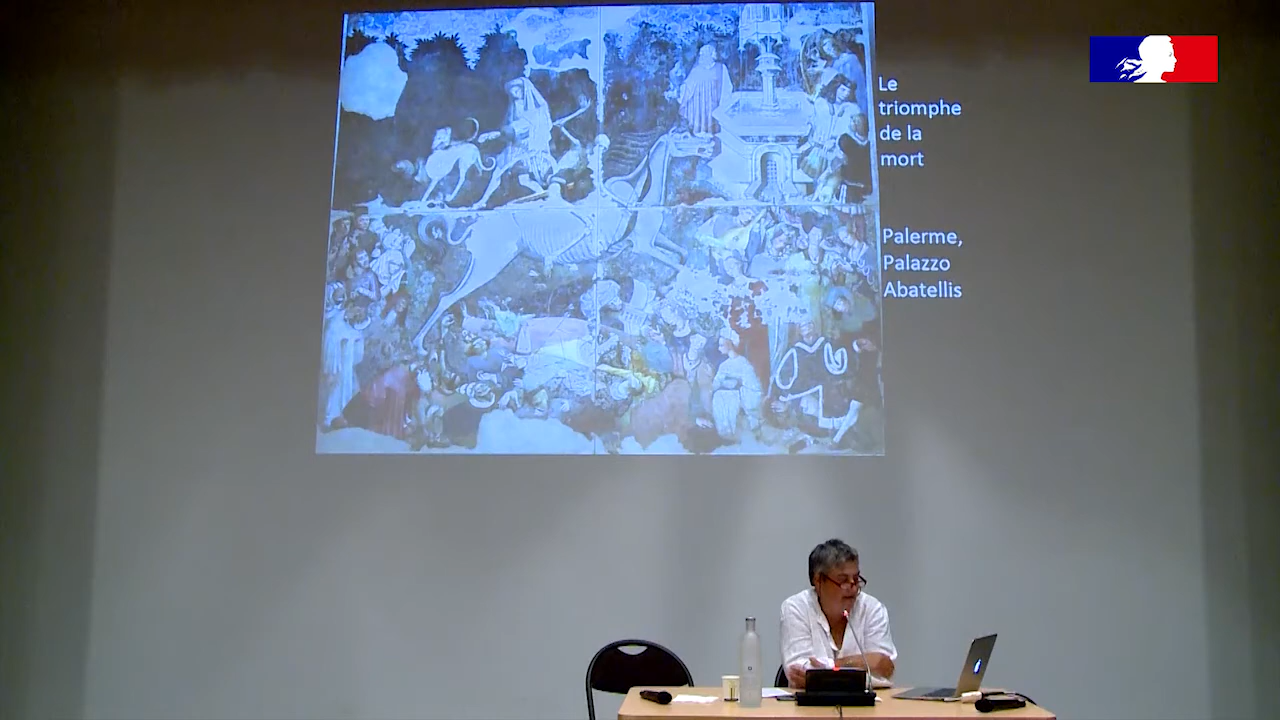 Le
triomphe
de la
mort
Palerme,
Palazzo
Abatellis